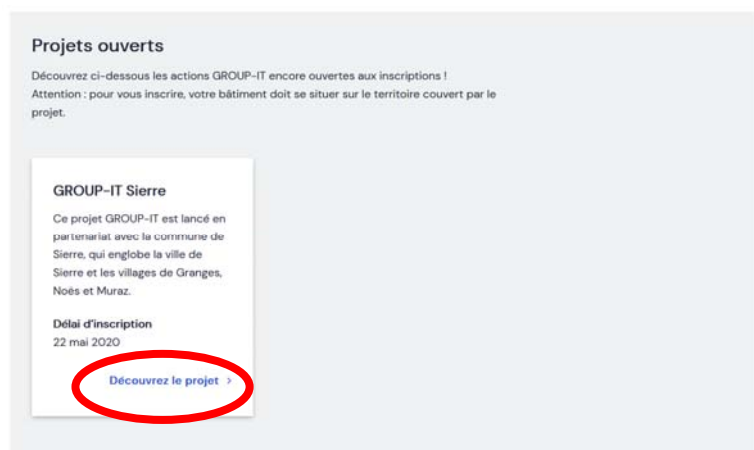 Projets ouverts
Découvrez ci-dessous les actions GROUP-IT encore ouvertes aux inscriptions !
Attention : pour vous inscrire, votre bâtiment doit se situer sur le territoire couvert par le
projet.
GROUP-IT Sierre
Ce projet GROUP-IT est lancé en
partenariat avec la commune de
Sierre, qui englobe la ville de
Sierre et les villages de Granges,
Noës et Muraz.
Délai d'inscription
22 mai 2020
Découvrez le projet >